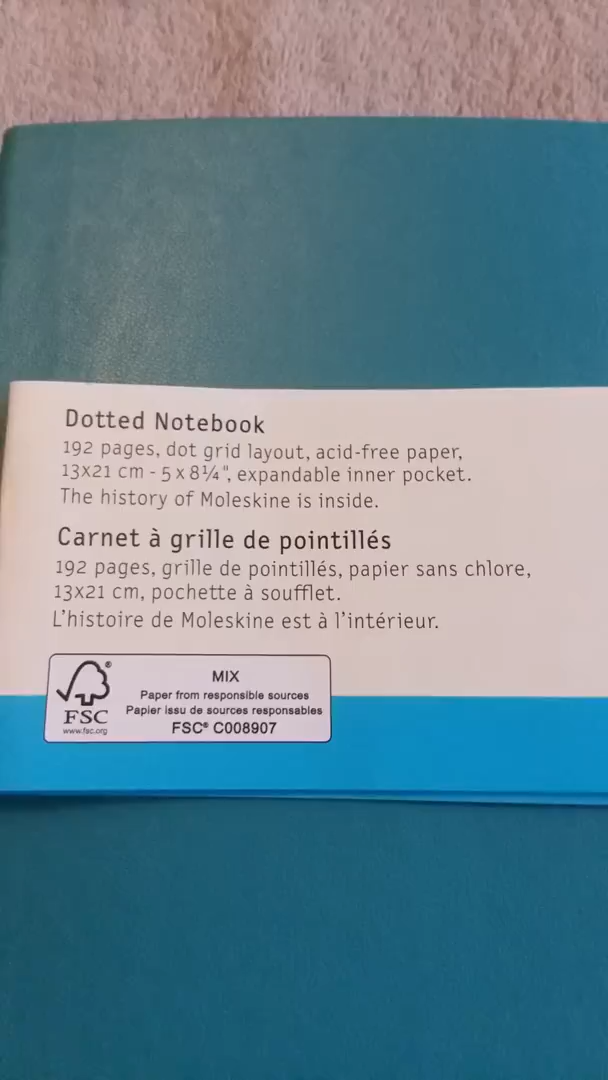 Dotted Notebook
192 pages, dot grid layout, acid-free paper,
13x21 cm - 5 x 8¼", expandable inner pocket.
The history of Moleskine is inside.
Carnet à grille de pointillés
192 pages, grille de pointillés, papier sans chlore,
13x21 cm, pochette à soufflet.
L'histoire de Moleskine est à l'intérieur.
MIX
Paper from responsible sources
Papier issu de sources responsables
FSC® C008907
®
FSC
www.fsc.org